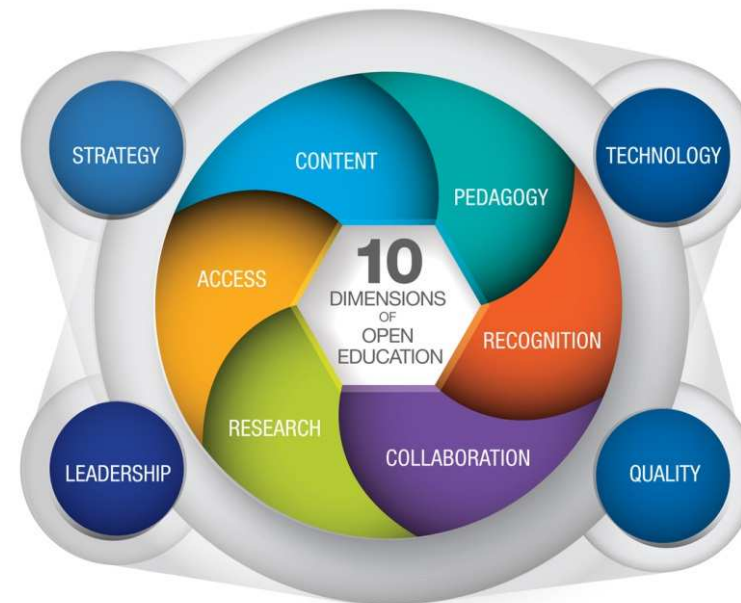 STRATEGY
CONTENT
TECHNOLOGY
PEDAGOGY
ACCESS
10
DIMENSIONS
OF
OPEN
EDUCATION
RECOGNITION
RESEARCH
COLLABORATION
LEADERSHIP
QUALITY